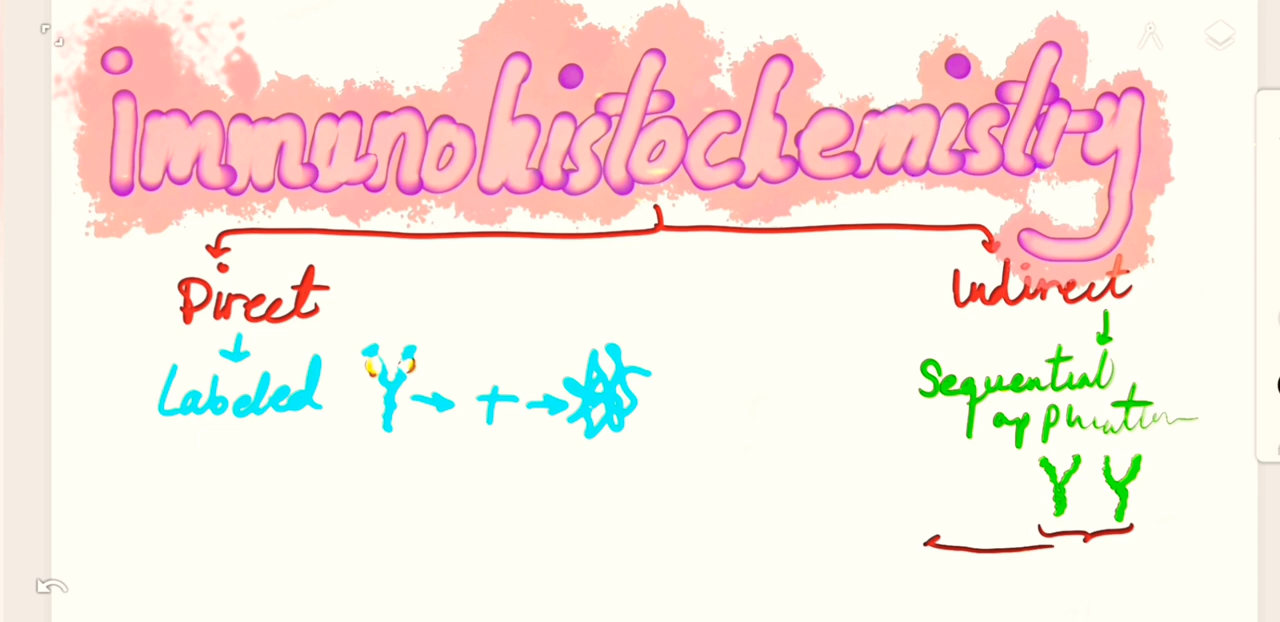 immunohistochemistry
Direct
Indirect
Labeled
+
Sequential
application